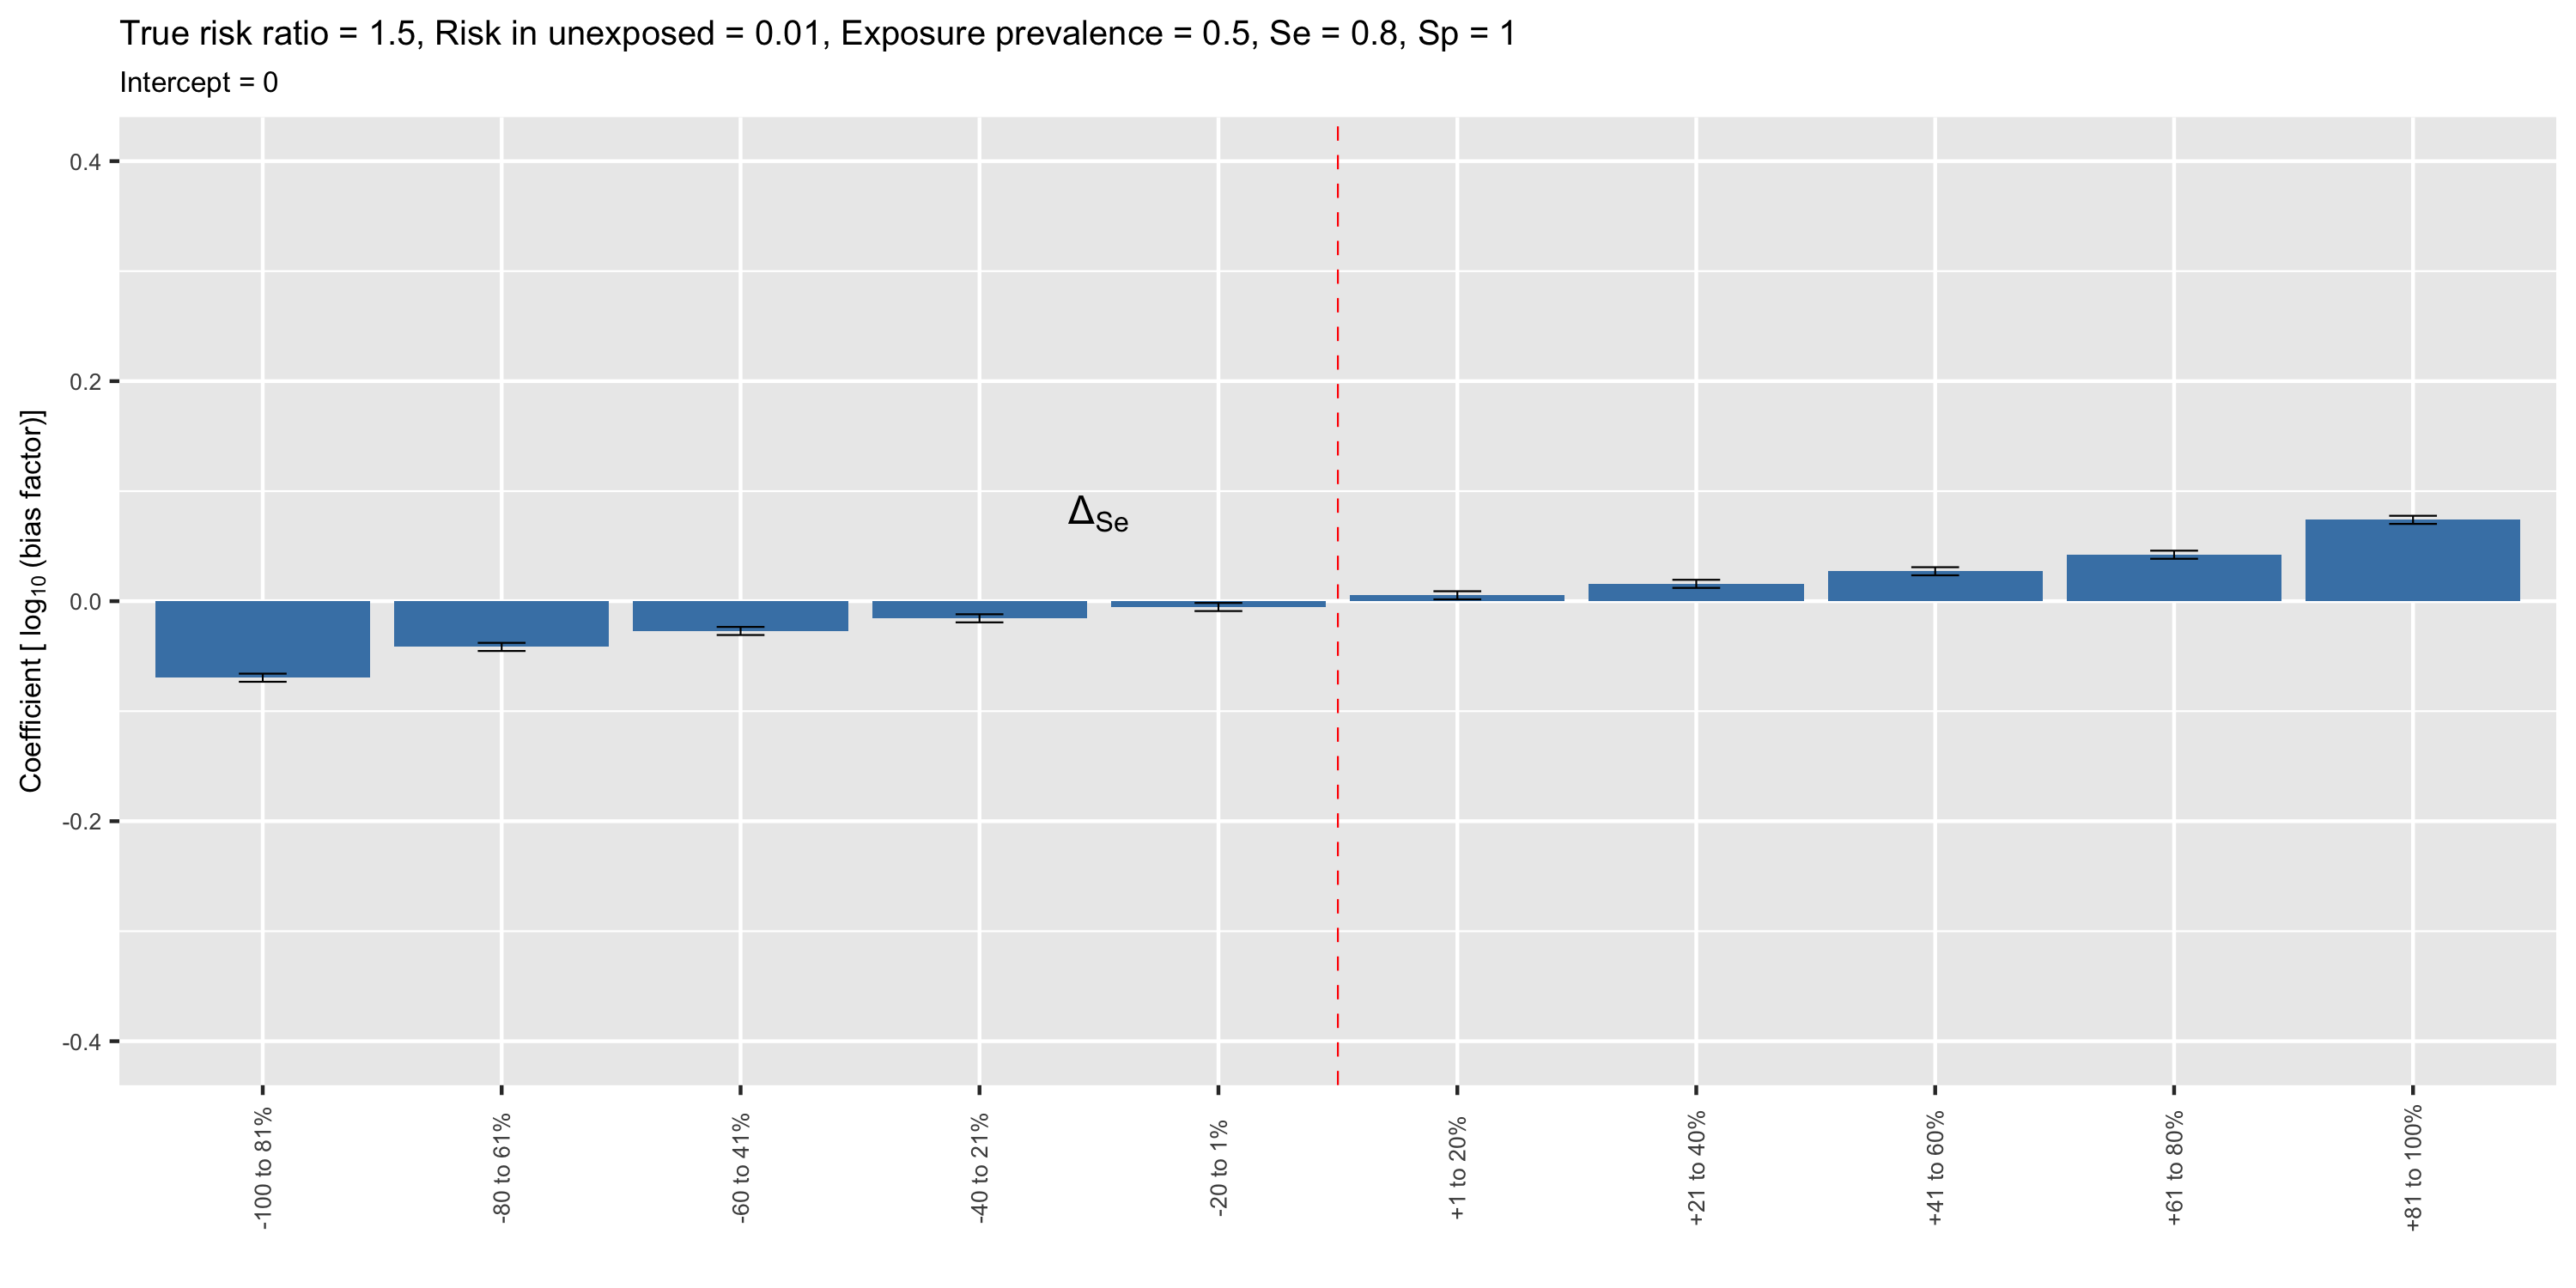 True risk ratio = 1.5, Risk in unexposed = 0.01, Exposure prevalence = 0.5, Se = 0.8, Sp = 1
Intercept = 0
Coefficient [ log10 (bias factor)]
0.4
0.2
0.0
-0.2
-0.4
ΔSe
-100 to 81%
-80 to 61%
-60 to 41%
-40 to 21%
-20 to 1%
+1 to 20%
+21 to 40%
+41 to 60%
+61 to 80%
+81 to 100%